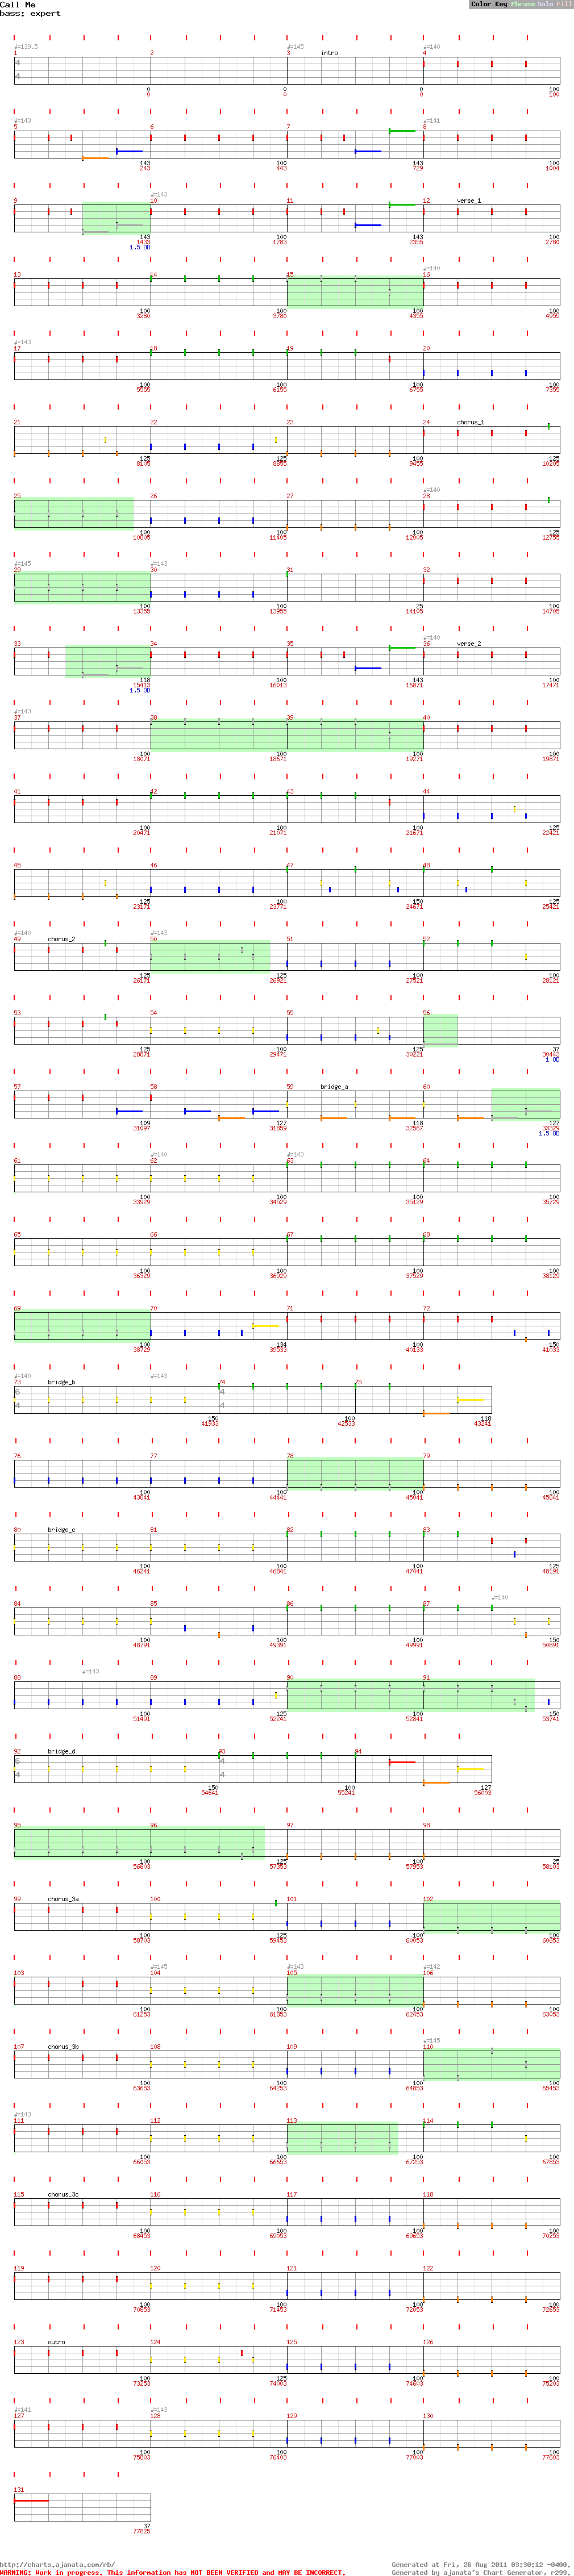 Call Me
bass: expert
Color Key Phrase Solo Fill
♩=139.5 ♩=145 ♩=140
1 2 3 intro 4
4
4
0 0 100
0 0 100
♩=143 ♩=141
5 6 7 8
143 100 143 100
243 443 729 1004
♩=143
9 10 11 12 verse_1
143 100 143 100
1433 1783 2355 2780
1.5 OD
♩=140
13 14 15 16
100 100 100 100
3280 3780 4355 4955
♩=143
17 18 19 20
100 100 100 100
5555 6155 6755 7355
21 22 23 24 chorus_1
125 125 100 125
8105 8855 9455 10205
♩=140
25 26 27 28
100 100 100 125
10805 11405 12005 12755
♩=145 ♩=143
29 30 31 32
100 100 25 100
13355 13955 14105 14705
♩=140
33 34 35 36 verse_2
118 100 143 100
15413 16013 16871 17471
1.5 OD
♩=143
37 38 39 40
100 100 100 100
18071 18671 19271 19871
41 42 43 44
100 100 100 125
20471 21071 21671 22421
45 46 47 48
125 100 150 125
23171 23771 24671 25421
♩=140 ♩=143
49 chorus_2 50 51 52
125 125 100 100
26171 26921 27521 28121
53 54 55 56
125 100 125 37
28871 29471 30221 30443
1 OD
57 58 59 bridge_a 60
109 127 118 127
31097 31859 32567 33329
1.5 OD
♩=140 ♩=143
61 62 63 64
100 100 100 100
33929 34529 35129 35729
65 66 67 68
100 100 100 100
36329 36929 37529 38129
69 70 71 72
100 134 100 150
38729 39533 40133 41033
♩=140 ♩=143
73 bridge_b 74 75
6 4
4 4
150 100 118
41933 42533 43241
76 77 78 79
100 100 100 100
43841 44441 45041 45641
80 bridge_c 81 82 83
100 100 100 125
46241 46841 47441 48191
♩=140
84 85 86 87
100 100 100 150
48791 49391 49991 50891
♩=143
88 89 90 91
100 125 100 150
51491 52241 52841 53741
92 bridge_d 93 94
6 4
4 4
150 100 127
54641 55241 56003
95 96 97 98
100 125 100 25
56603 57353 57953 58103
99 chorus_3a 100 101 102
100 125 100 100
58703 59453 60053 60653
♩=145 ♩=143 ♩=142
103 104 105 106
100 100 100 100
61253 61853 62453 63053
♩=145
107 chorus_3b 108 109 110
100 100 100 100
63653 64253 64853 65453
♩=143
111 112 113 114
100 100 100 100
66053 66653 67253 67853
115 chorus_3c 116 117 118
100 100 100 100
68453 69053 69653 70253
119 120 121 122
100 100 100 100
70853 71453 72053 72653
123 outro 124 125 126
100 125 100 100
73253 74003 74603 75203
♩=141 ♩=143
127 128 129 130
100 100 100 100
75803 76403 77003 77603
131
37
77825
http://charts.ajanata.com/rb/
WARNING: Work in progress. This information has NOT BEEN VERIFIED and MAY BE INCORRECT.
Generated at Fri, 26 Aug 2011 03:30:12 -0400.
Generated by ajanata's Chart Generator, r299.